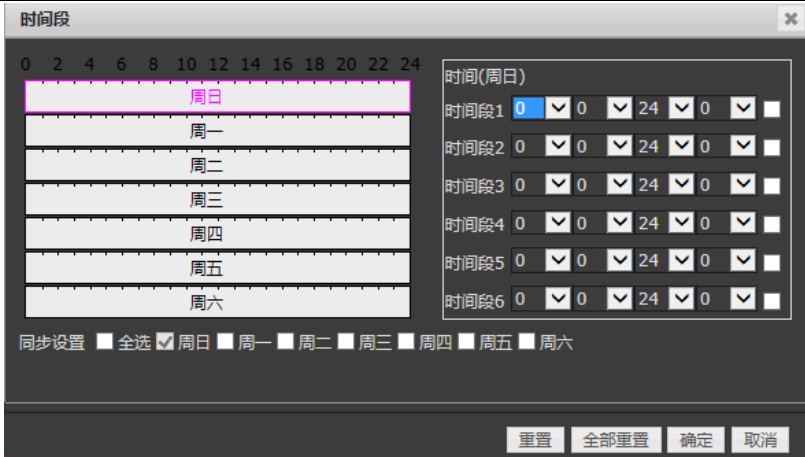 时间段
0 2 4 6 8 10 12 14 16 18 20 22 24
周日
周一
周二
周三
周四
周五
周六
时间(周日)
时间段1 0 0 24 0
时间段2 0 0 24 0
时间段3 0 0 24 0
时间段4 0 0 24 0
时间段5 0 0 24 0
时间段6 0 0 24 0
同步设置 全选 周日 周一 周二 周三 周四 周五 周六
重置 全部重置 确定 取消